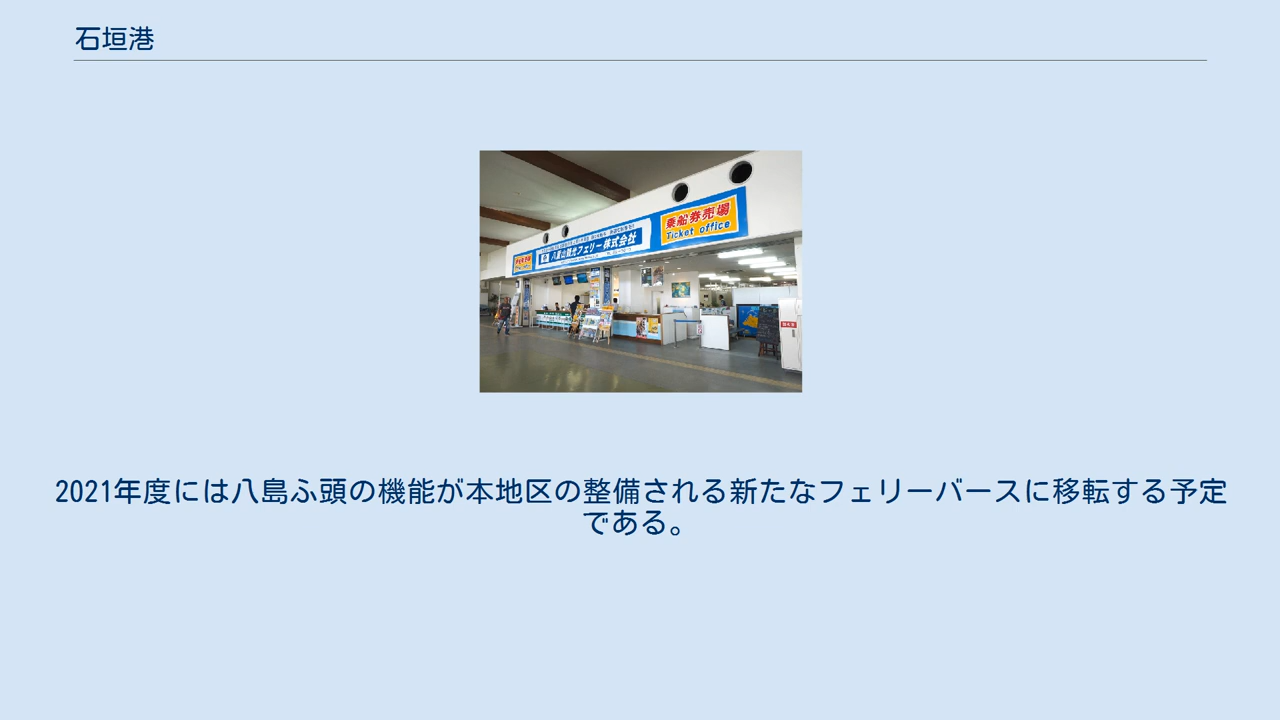 石垣港
乗船券売場
Ticket office
八重山観光フェリー株式会社
2021年度には八島ふ頭の機能が本地区の整備される新たなフェリーバースに移転する予定
である。